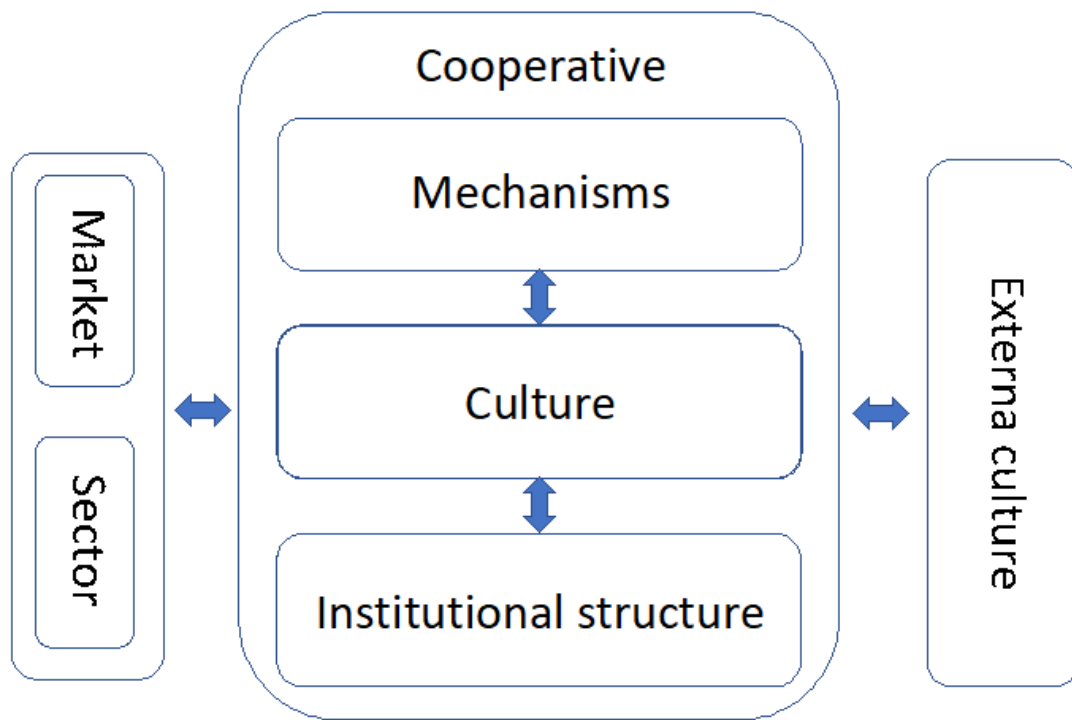 Cooperative
Mechanisms
Market
Culture
Externa culture
Sector
Institutional structure